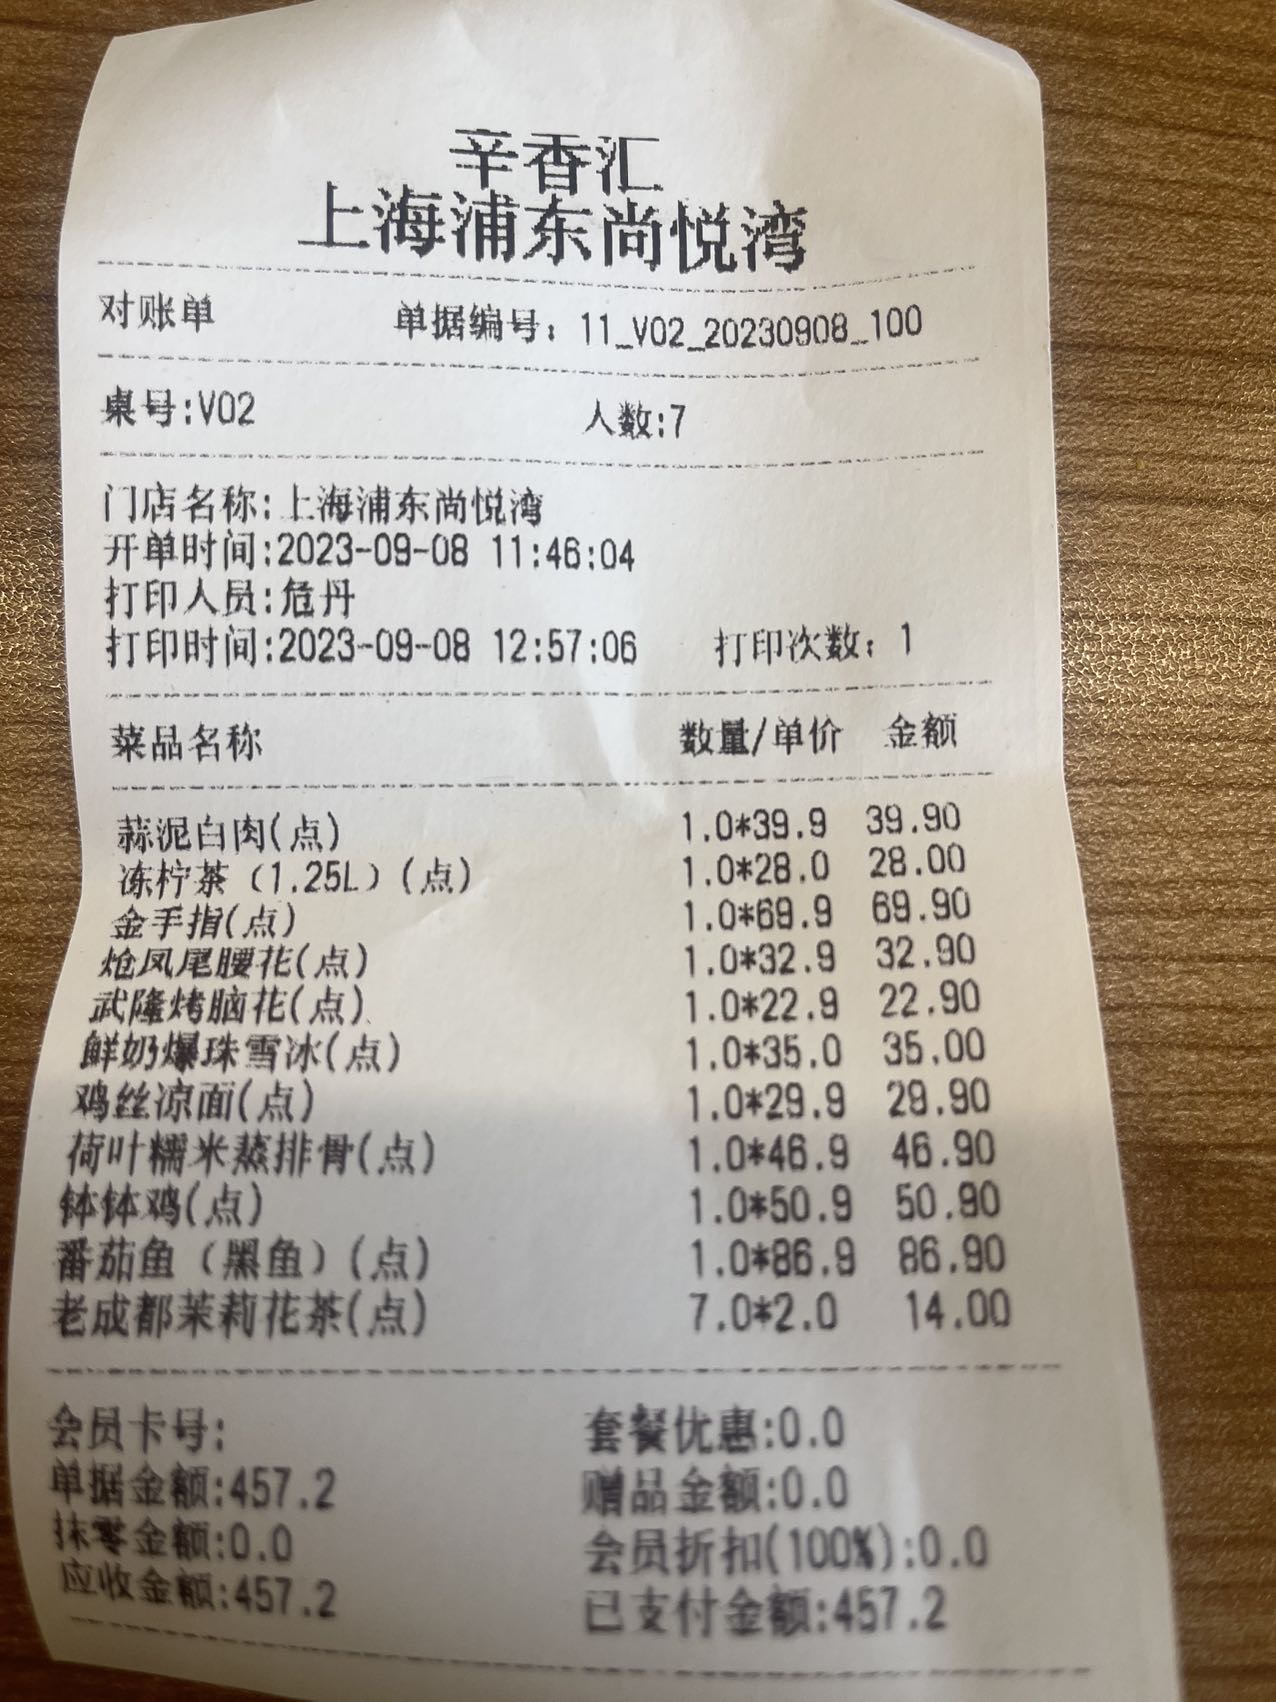 辛香汇
上海浦东尚悦湾
对账单 单据编号：11_V02_20230908_100
桌号:V02 人数:7
门店名称:上海浦东尚悦湾
开单时间:2023-09-08 11:46:04
打印人员:危丹
打印时间:2023-09-08 12:57:06 打印次数：1
菜品名称 数量/单价 金额
蒜泥白肉(点) 1.0*39.9 39.90
冻柠茶（1.25L）(点) 1.0*28.0 28.00
金手指(点) 1.0*69.9 69.90
炝凤尾腰花(点) 1.0*32.9 32.90
武隆烤脑花(点) 1.0*22.9 22.90
鲜奶爆珠雪冰(点) 1.0*35.0 35.00
鸡丝凉面(点) 1.0*29.9 29.90
荷叶糯米蒸排骨(点) 1.0*46.9 46.90
钵钵鸡(点) 1.0*50.9 50.90
番茄鱼（黑鱼）(点) 1.0*86.9 86.90
老成都茉莉花茶(点) 7.0*2.0 14.00
会员卡号: 套餐优惠:0.0
单据金额:457.2 赠品金额:0.0
抹零金额:0.0 会员折扣(100%):0.0
应收金额:457.2 已支付金额:457.2